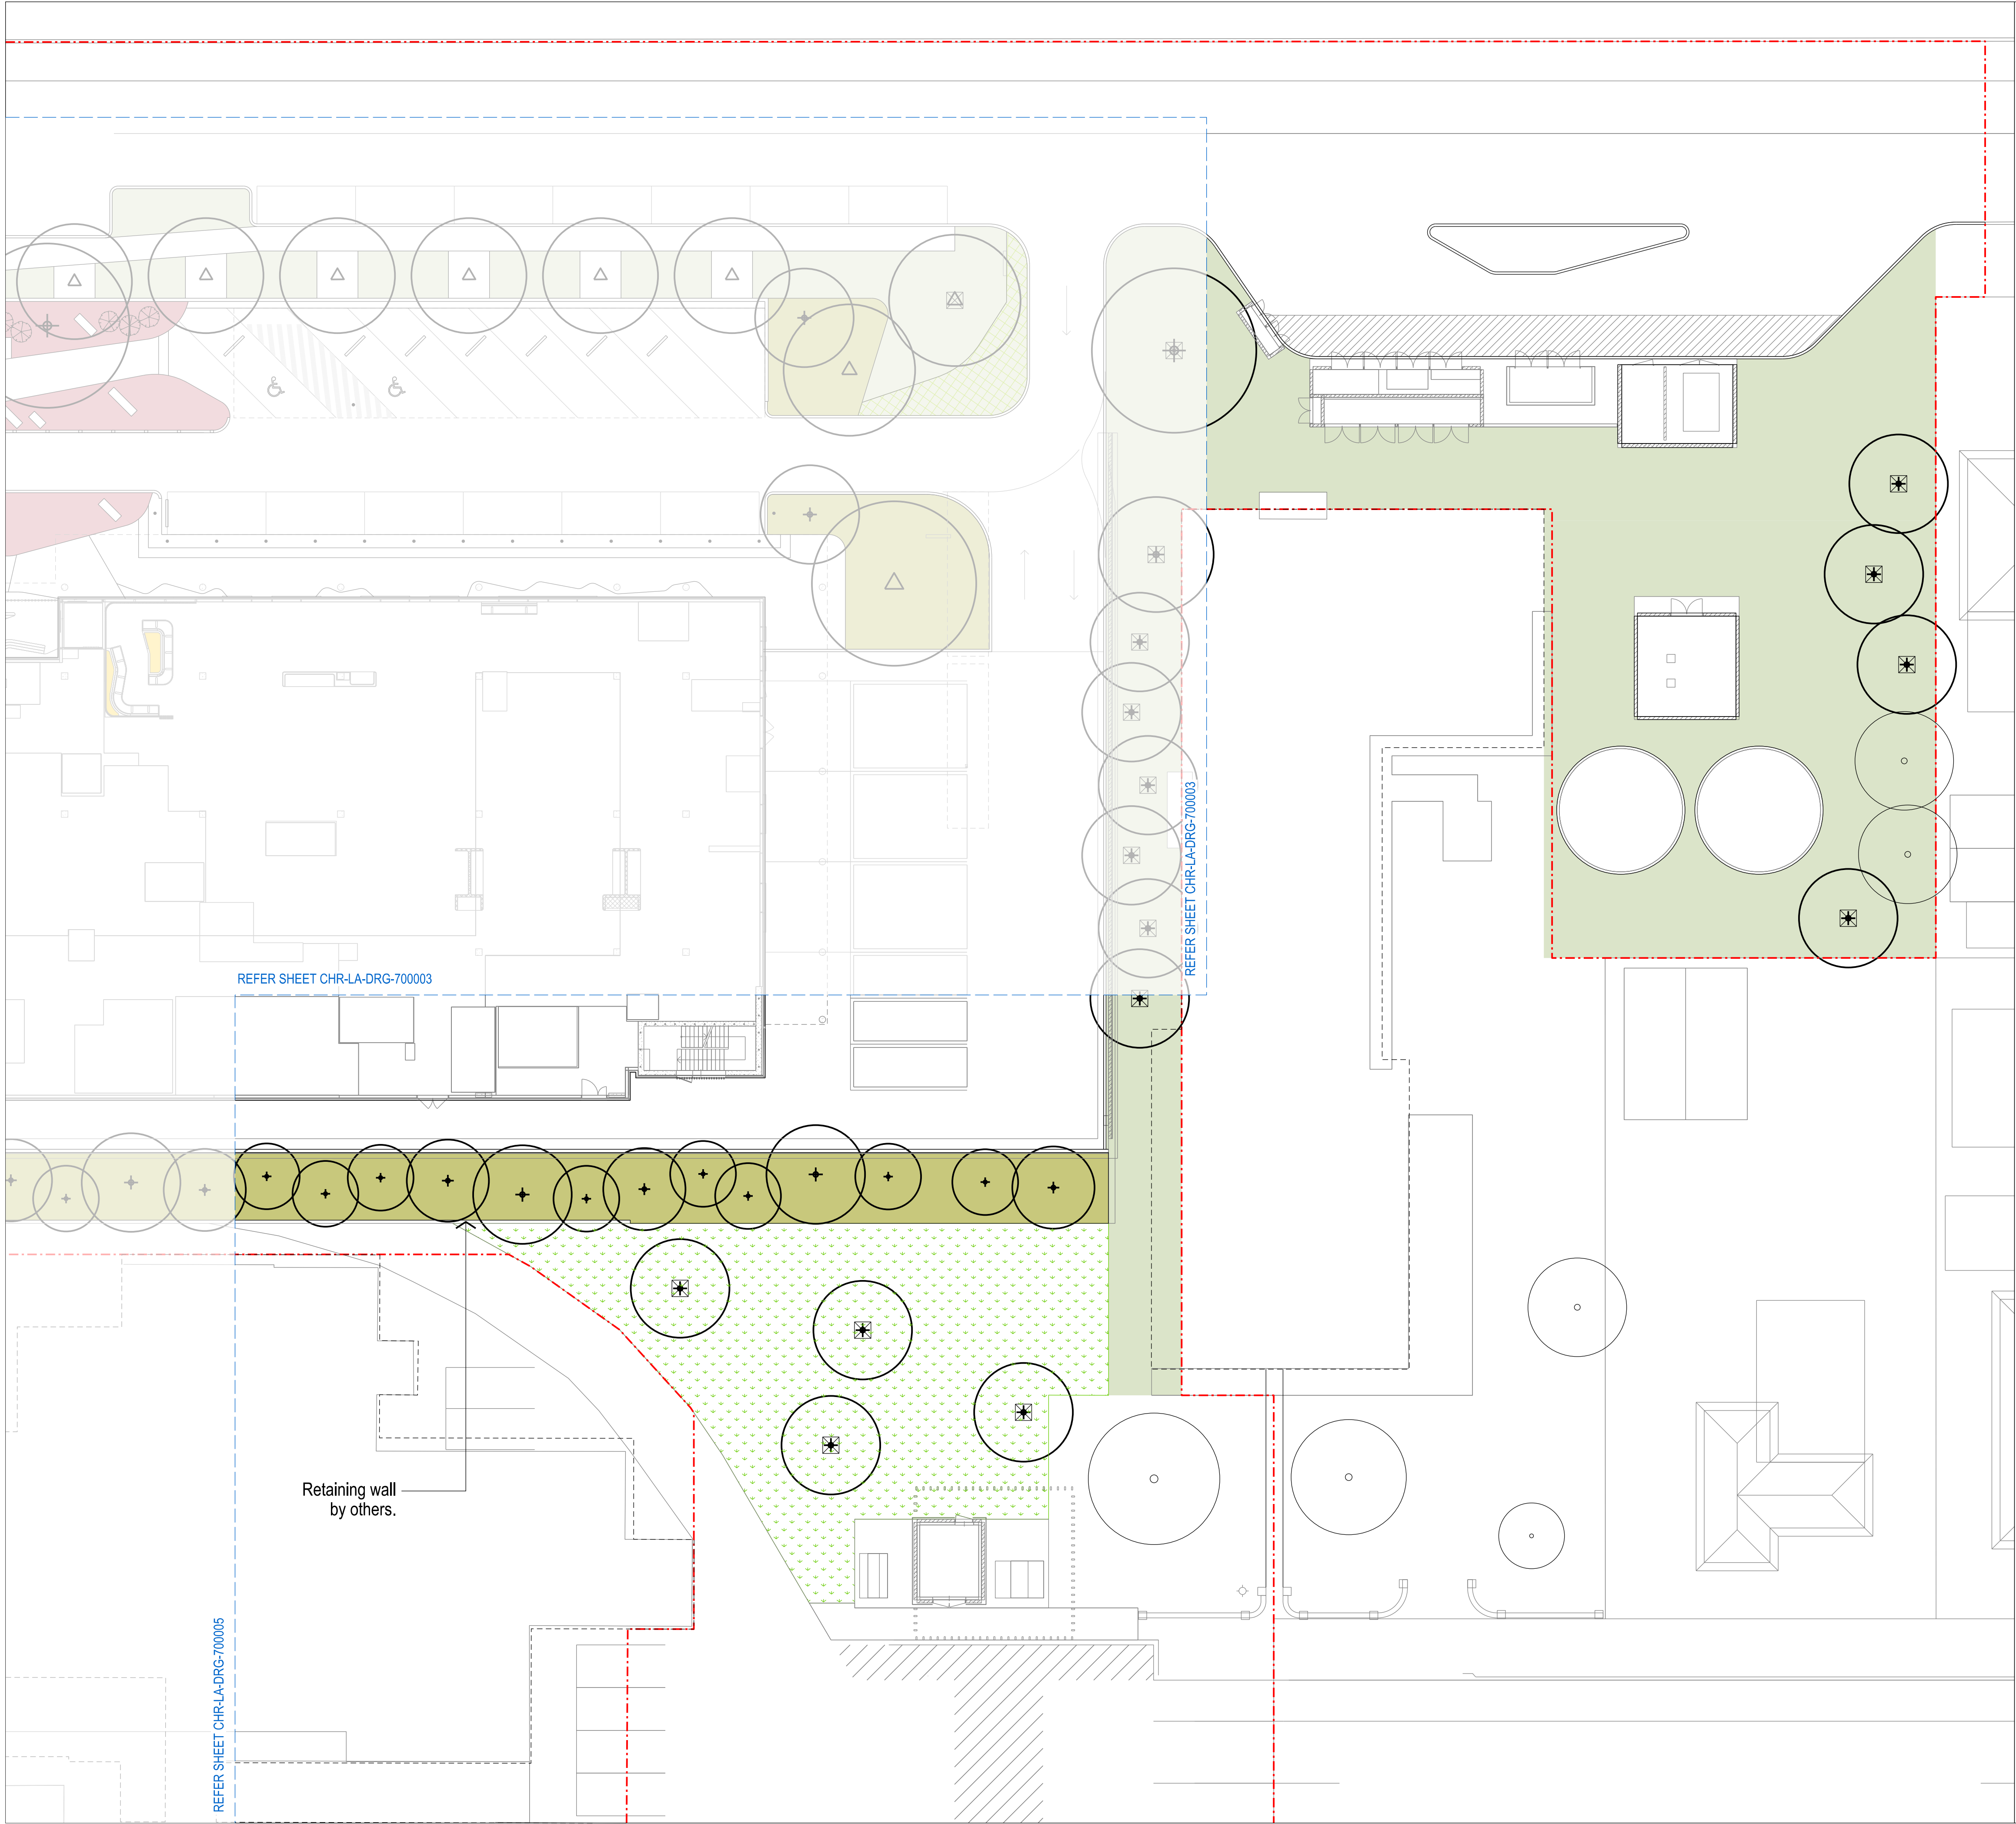 REFER SHEET CHR-LA-DRG-700003
REFER SHEET CHR-LA-DRG-700003
Retaining wall
by others.
REFER SHEET CHR-LA-DRG-700005